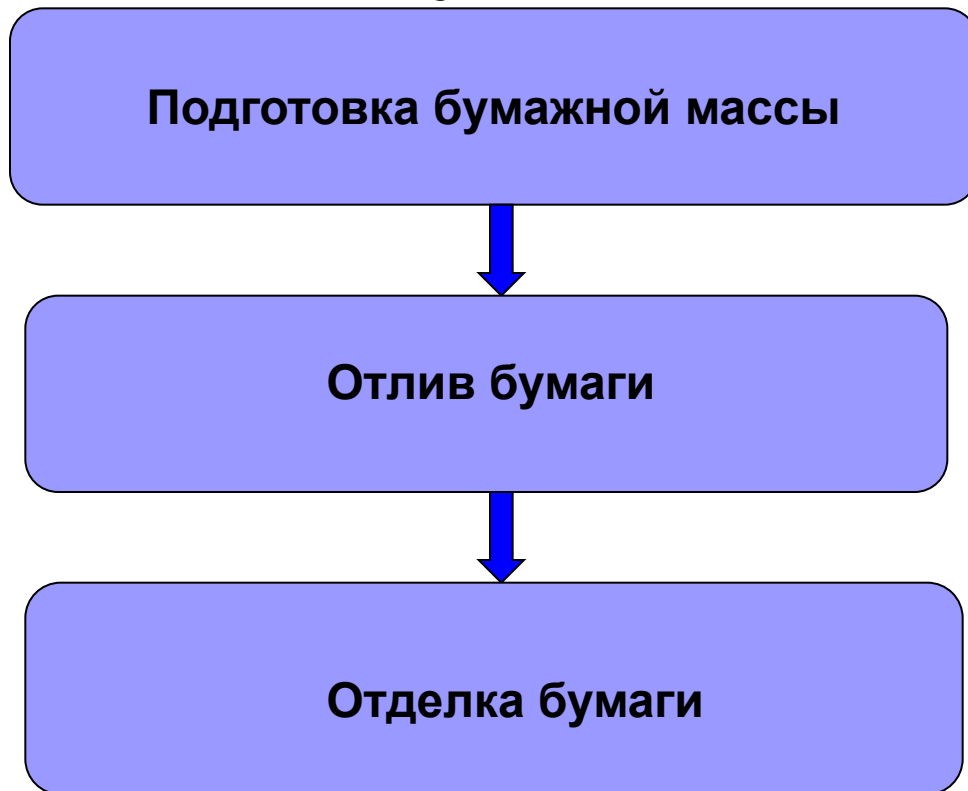 Подготовка бумажной массы
Отлив бумаги
Отделка бумаги